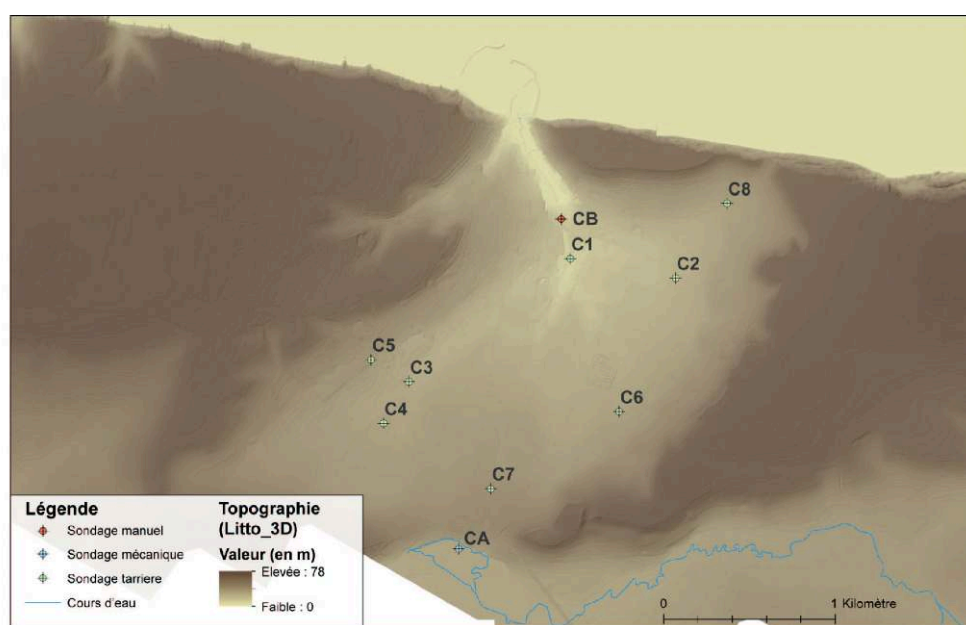 C8
CB
C1
C2
C5
C3
C4
C6
C7
CA
Légende
Sondage manuel
Sondage mécanique
Sondage tarriere
Cours d'eau
Topographie
(Litto_3D)
Valeur (en m)
Elevée : 78
Faible : 0
0 1 Kilomètre